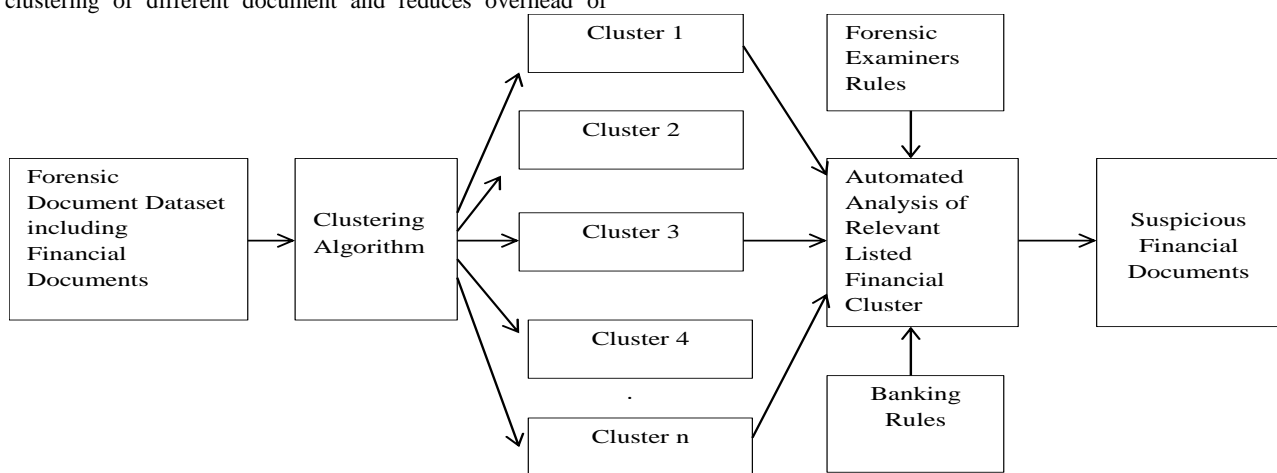 clustering of different document and reduces overhead of
Cluster 1
Forensic
Examiners
Rules
Cluster 2
Forensic
Document Dataset
including
Financial
Documents
Clustering
Algorithm
Cluster 3
Automated
Analysis of
Relevant
Listed
Financial
Cluster
Suspicious
Financial
Documents
Cluster 4
.
Cluster n
Banking
Rules